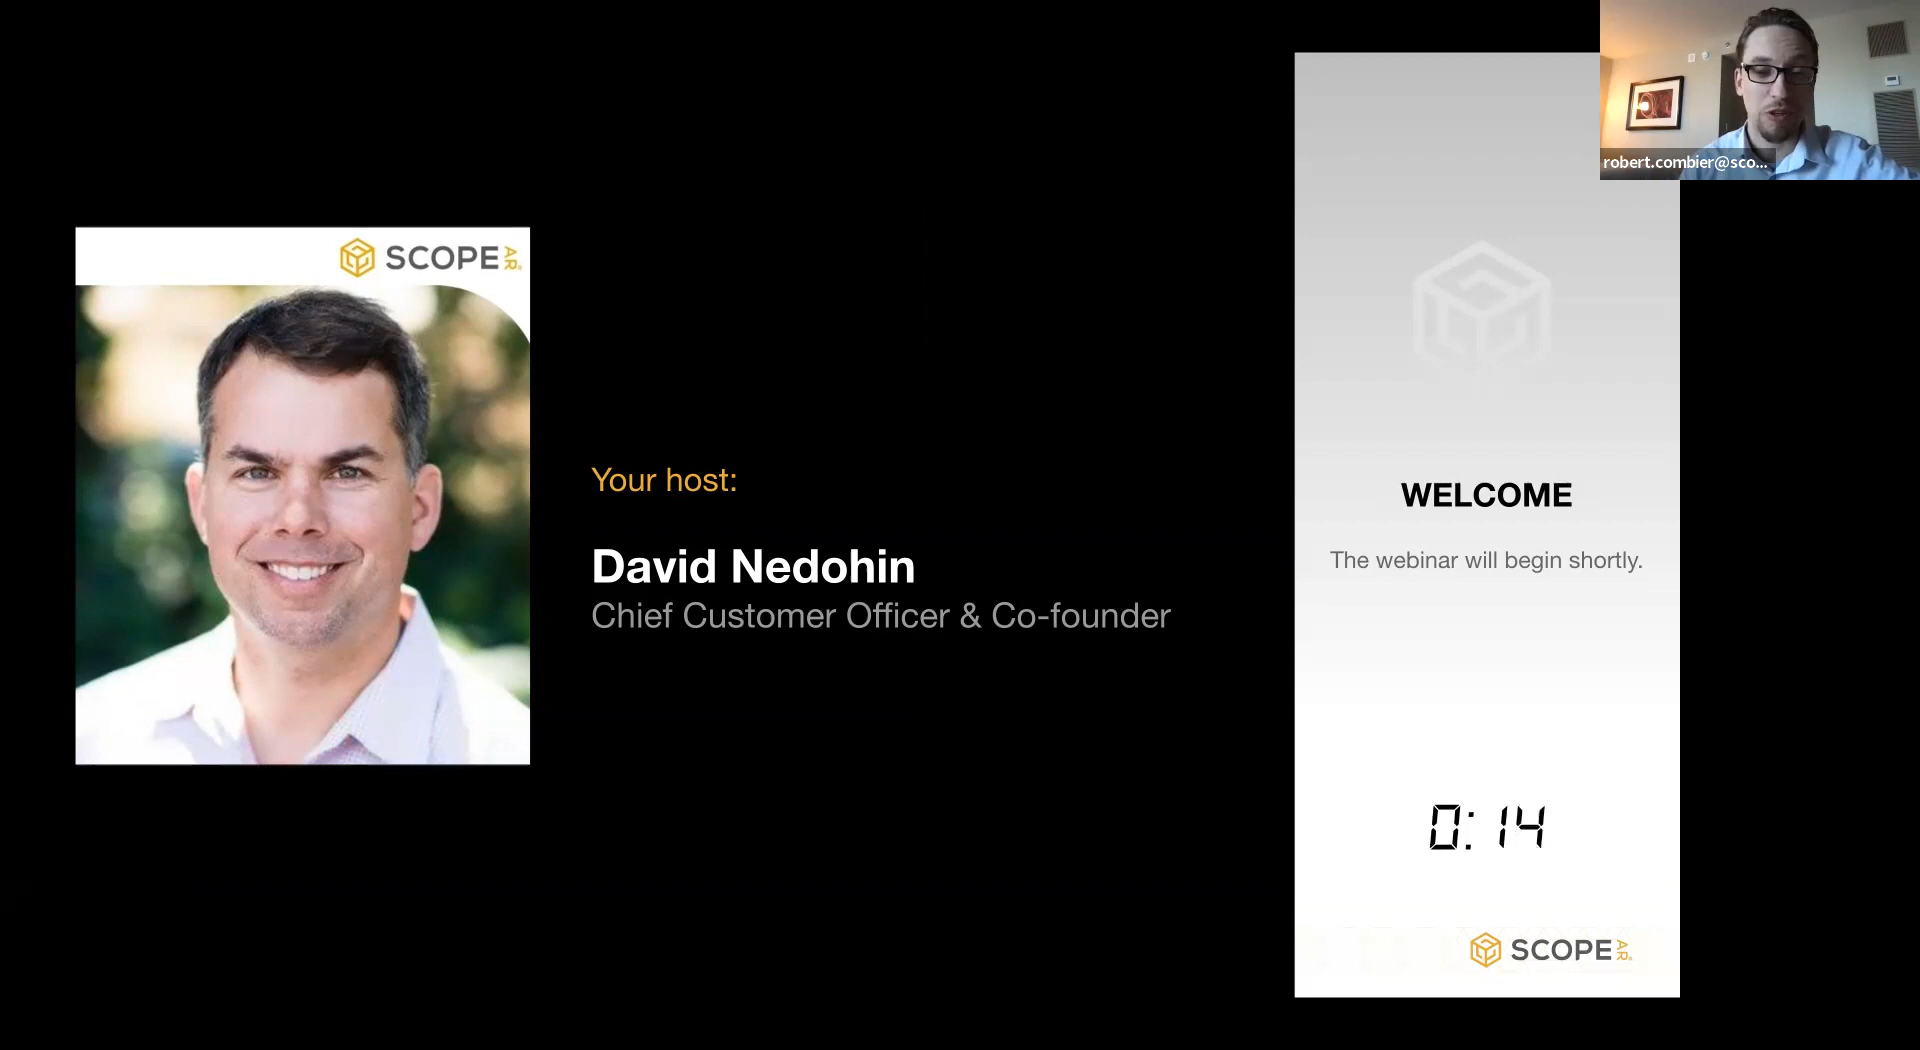 SCOPE AR
Your host:
David Nedohin
Chief Customer Officer & Co-founder
WELCOME
The webinar will begin shortly.
0:14
SCOPE AR
robert.combier@sco...